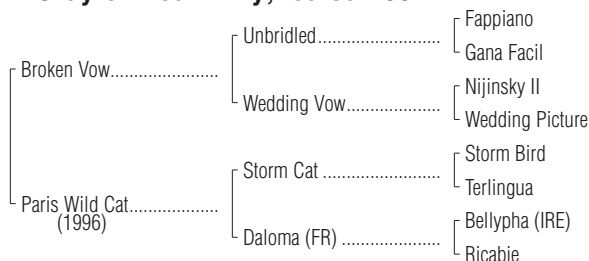 Fappiano
Unbridled
Gana Facil
Broken Vow
Nijinsky II
Wedding Vow
Wedding Picture
Storm Bird
Storm Cat
Terlingua
Paris Wild Cat
(1996)
Bellypha (IRE)
Daloma (FR)
Ricabie